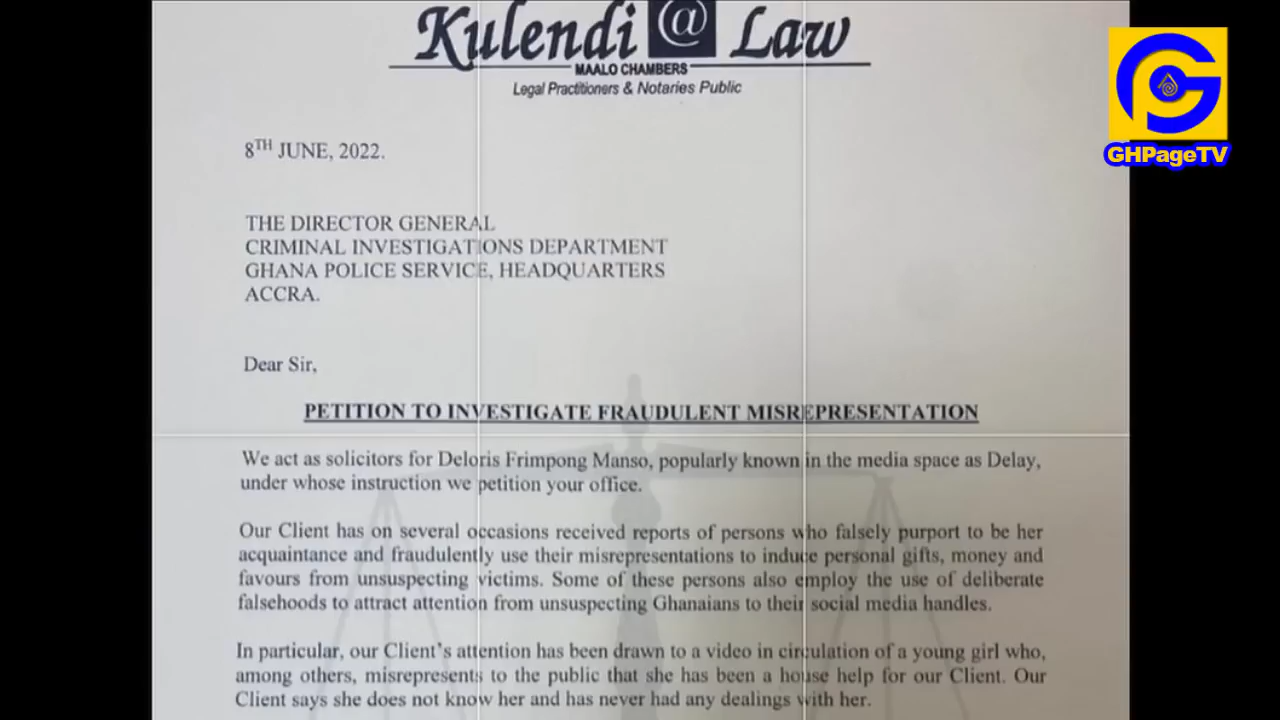 Kulendi @ Law
MAALO CHAMBERS
Legal Practitioners & Notaries Public
GHPageTV
8TH JUNE, 2022.
THE DIRECTOR GENERAL
CRIMINAL INVESTIGATIONS DEPARTMENT
GHANA POLICE SERVICE, HEADQUARTERS
ACCRA.
Dear Sir,
PETITION TO INVESTIGATE FRAUDULENT MISREPRESENTATION
We act as solicitors for Deloris Frimpong Manso, popularly known in the media space as Delay,
under whose instruction we petition your office.
Our Client has on several occasions received reports of persons who falsely purport to be her
acquaintance and fraudulently use their misrepresentations to induce personal gifts, money and
favours from unsuspecting victims. Some of these persons also employ the use of deliberate
falsehoods to attract attention from unsuspecting Ghanaians to their social media handles.
In particular, our Client's attention has been drawn to a video in circulation of a young girl who,
among others, misrepresents to the public that she has been a house help for our Client. Our
Client says she does not know her and has never had any dealings with her.